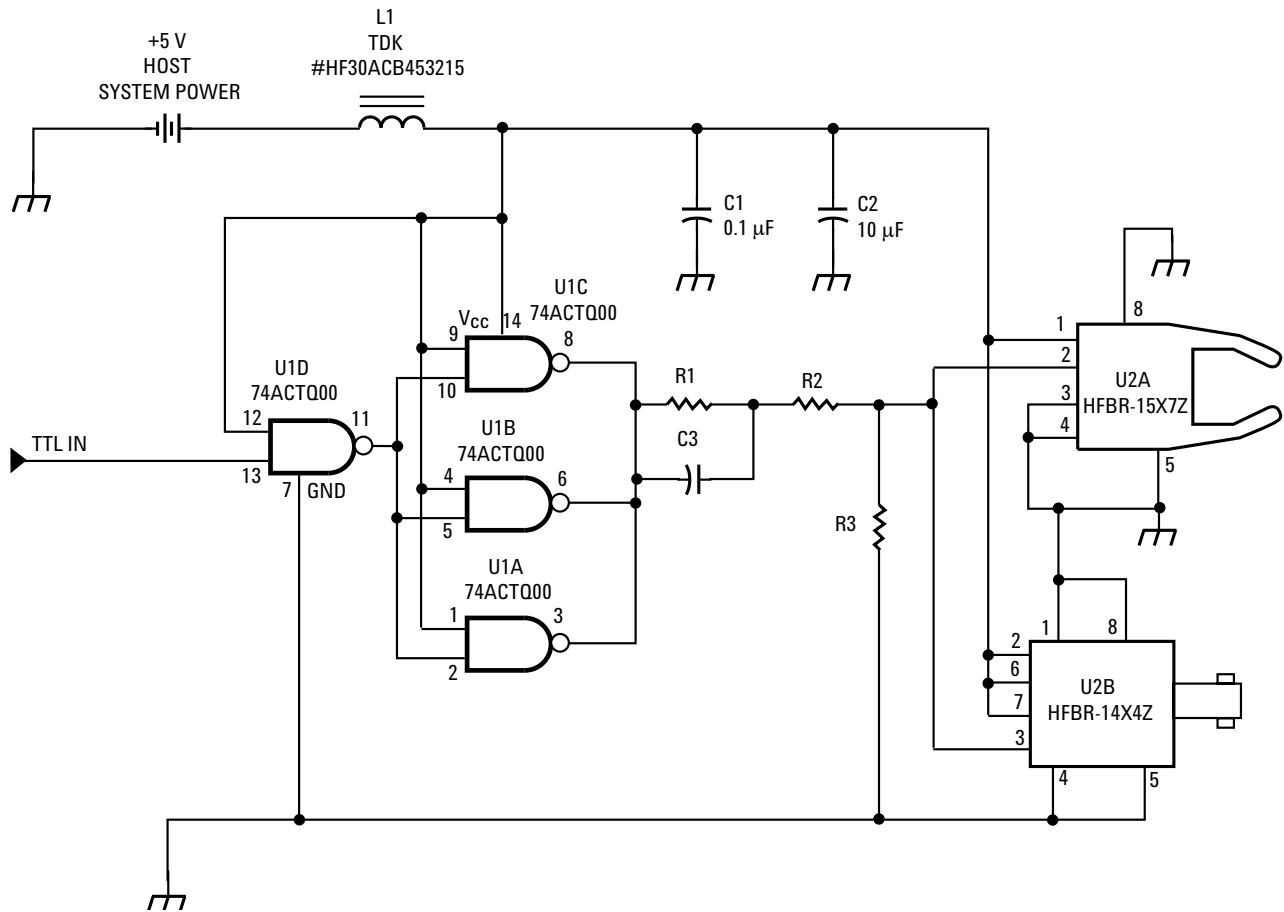 L1
TDK
#HF30ACB453215
+5 V
HOST
SYSTEM POWER
C1
0.1 μF
C2
10 μF
U1C
74ACTQ00
Vcc
14
9
8
10
U1D
74ACTQ00
12
11
13
7
GND
TTL IN
U1B
74ACTQ00
4
6
5
U1A
74ACTQ00
1
3
2
R1
R2
C3
R3
8
1
2
3
4
U2A
HFBR-15X7Z
5
1
8
2
6
7
3
U2B
HFBR-14X4Z
4
5